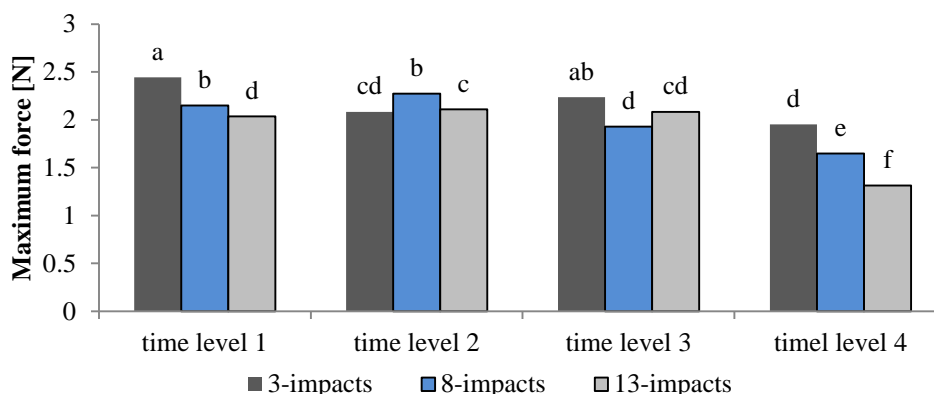 Maximum force [N]
3
2.5
2
1.5
1
0.5
0
a
b
d
cd
b
c
ab
d
cd
d
e
f
time level 1
time level 2
time level 3
timel level 4
3-impacts
8-impacts
13-impacts